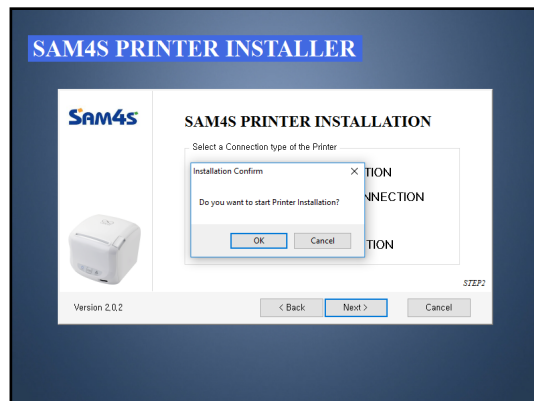 SAM4S PRINTER INSTALLER
SAM4S
SAM4S PRINTER INSTALLATION
Select a Connection type of the Printer
Installation Confirm
TION
Do you want to start Printer Installation?
NNECTION
OK Cancel
TION
STEP2
Version 2.0.2
< Back Next > Cancel